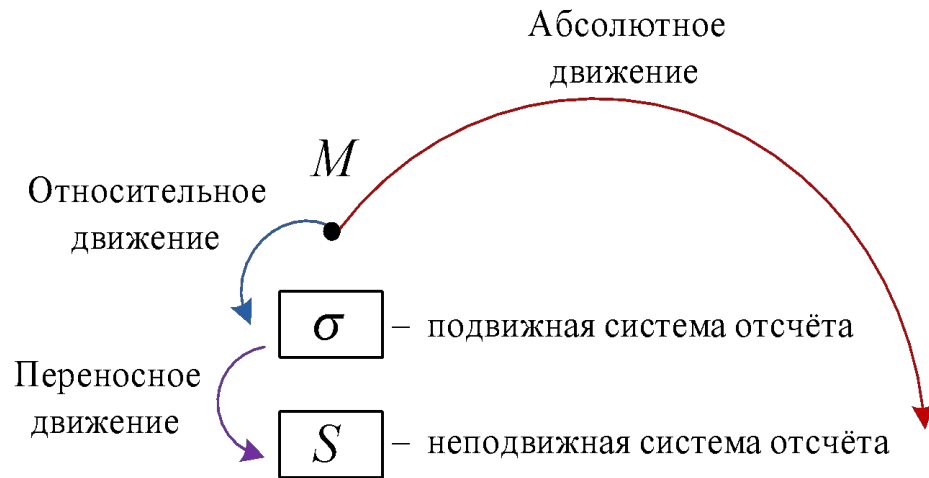 Абсолютное
движение
M
Относительное
движение
σ – подвижная система отсчёта
Переносное
движение
S – неподвижная система отсчёта